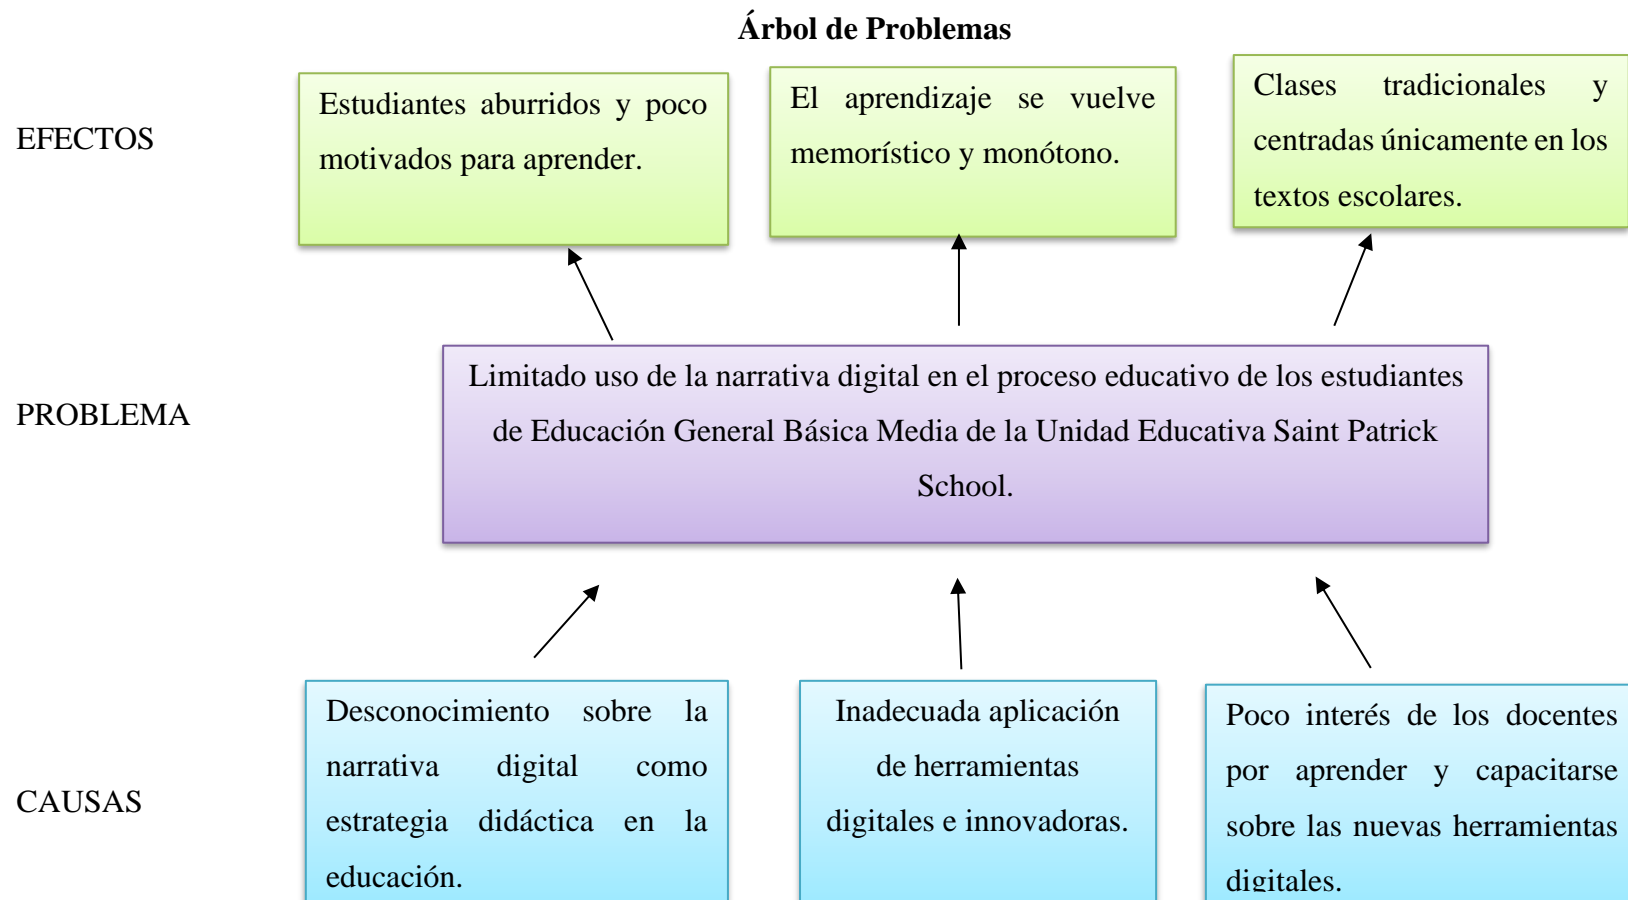 Árbol de Problemas
EFECTOS
Estudiantes aburridos y poco
motivados para aprender.
El aprendizaje se vuelve
memorístico y monótono.
Clases tradicionales y
centradas únicamente en los
textos escolares.
PROBLEMA
Limitado uso de la narrativa digital en el proceso educativo de los estudiantes
de Educación General Básica Media de la Unidad Educativa Saint Patrick
School.
CAUSAS
Desconocimiento sobre la
narrativa digital como
estrategia didáctica en la
educación.
Inadecuada aplicación
de herramientas
digitales e innovadoras.
Poco interés de los docentes
por aprender y capacitarse
sobre las nuevas herramientas
digitales.